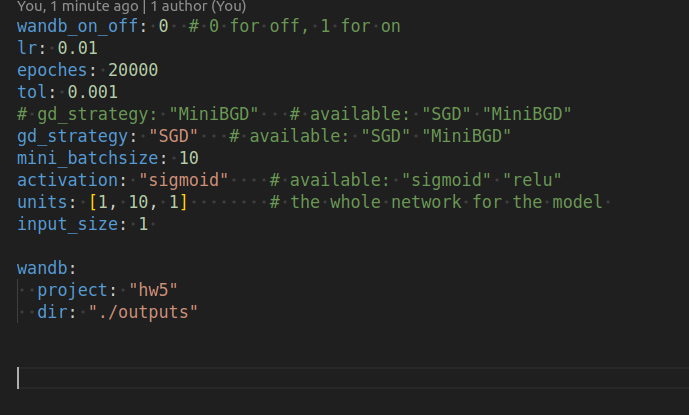 You, 1 minute ago | 1 author (You)
wandb_on_off: 0  # 0 for off, 1 for on
lr: 0.01
epoches: 20000
tol: 0.001
# gd_strategy: "MiniBGD"   # available: "SGD" "MiniBGD"
gd_strategy: "SGD"   # available: "SGD" "MiniBGD"
mini_batchsize: 10
activation: "sigmoid"    # available: "sigmoid" "relu"
units: [1, 10, 1]        # the whole network for the model
input_size: 1
wandb:
  project: "hw5"
  dir: "./outputs"